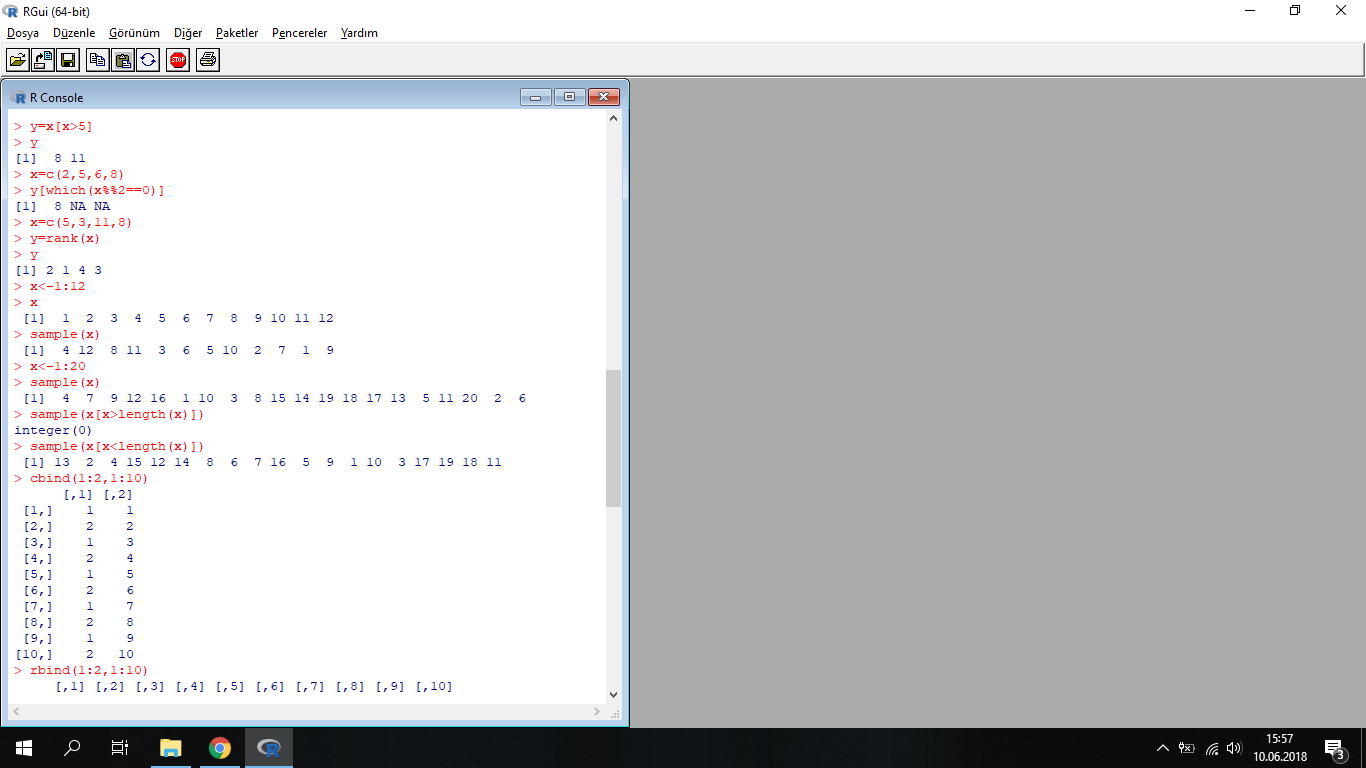 RGui (64-bit)
Dosya Düzenle Görünüm Diğer Paketler Pencereler Yardım
STOP
R Console
> y=x[x>5]
> y
[1]  8 11
> x=c(2,5,6,8)
> y[which(x%%2==0)]
[1]  8 NA NA
> x=c(5,3,11,8)
> y=rank(x)
> y
[1] 2 1 4 3
> x<-1:12
> x
 [1]  1  2  3  4  5  6  7  8  9 10 11 12
> sample(x)
 [1]  4 12  8 11  3  6  5 10  2  7  1  9
> x<-1:20
> sample(x)
 [1]  4  7  9 12 16  1 10  3  8 15 14 19 18 17 13  5 11 20  2  6
> sample(x[x>length(x)])
integer(0)
> sample(x[x<length(x)])
 [1] 13  2  4 15 12 14  8  6  7 16  5  9  1 10  3 17 19 18 11
> cbind(1:2,1:10)
      [,1] [,2]
 [1,]    1    1
 [2,]    2    2
 [3,]    1    3
 [4,]    2    4
 [5,]    1    5
 [6,]    2    6
 [7,]    1    7
 [8,]    2    8
 [9,]    1    9
[10,]    2   10
> rbind(1:2,1:10)
     [,1] [,2] [,3] [,4] [,5] [,6] [,7] [,8] [,9] [,10]
15:57
10.06.2018
3